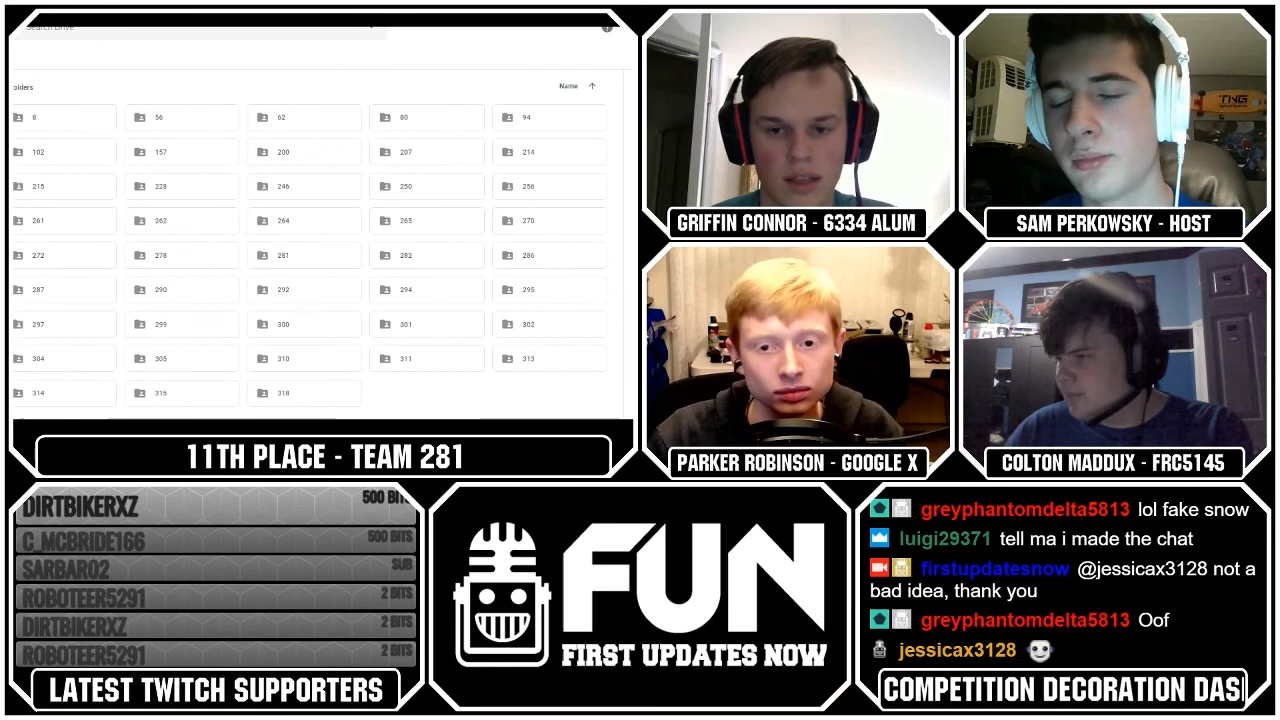 Search Drive
olders
Name
8 56 62 80 94
102 157 200 207 214
215 228 246 250 256
261 262 264 265 270
272 278 281 282 286
287 290 292 294 295
297 299 300 301 302
304 305 310 311 313
314 315 318
11TH PLACE - TEAM 281
GRIFFIN CONNOR - 6334 ALUM
TNG
SAM PERKOWSKY - HOST
PARKER ROBINSON - GOOGLE X
COLTON MADDUX - FRC5145
DIRTBIKERXZ 500 BITS
C_MCBRIDE166 500 BITS
SARBAR02 SUB
ROBOTEER5291 2 BITS
DIRTBIKERXZ 2 BITS
ROBOTEER5291 2 BITS
LATEST TWITCH SUPPORTERS
FUN
FIRST UPDATES NOW
greyphantomdelta5813 lol fake snow
luigi29371 tell ma i made the chat
firstupdatesnow @jessicax3128 not a
bad idea, thank you
greyphantomdelta5813 Oof
jessicax3128
COMPETITION DECORATION DAS